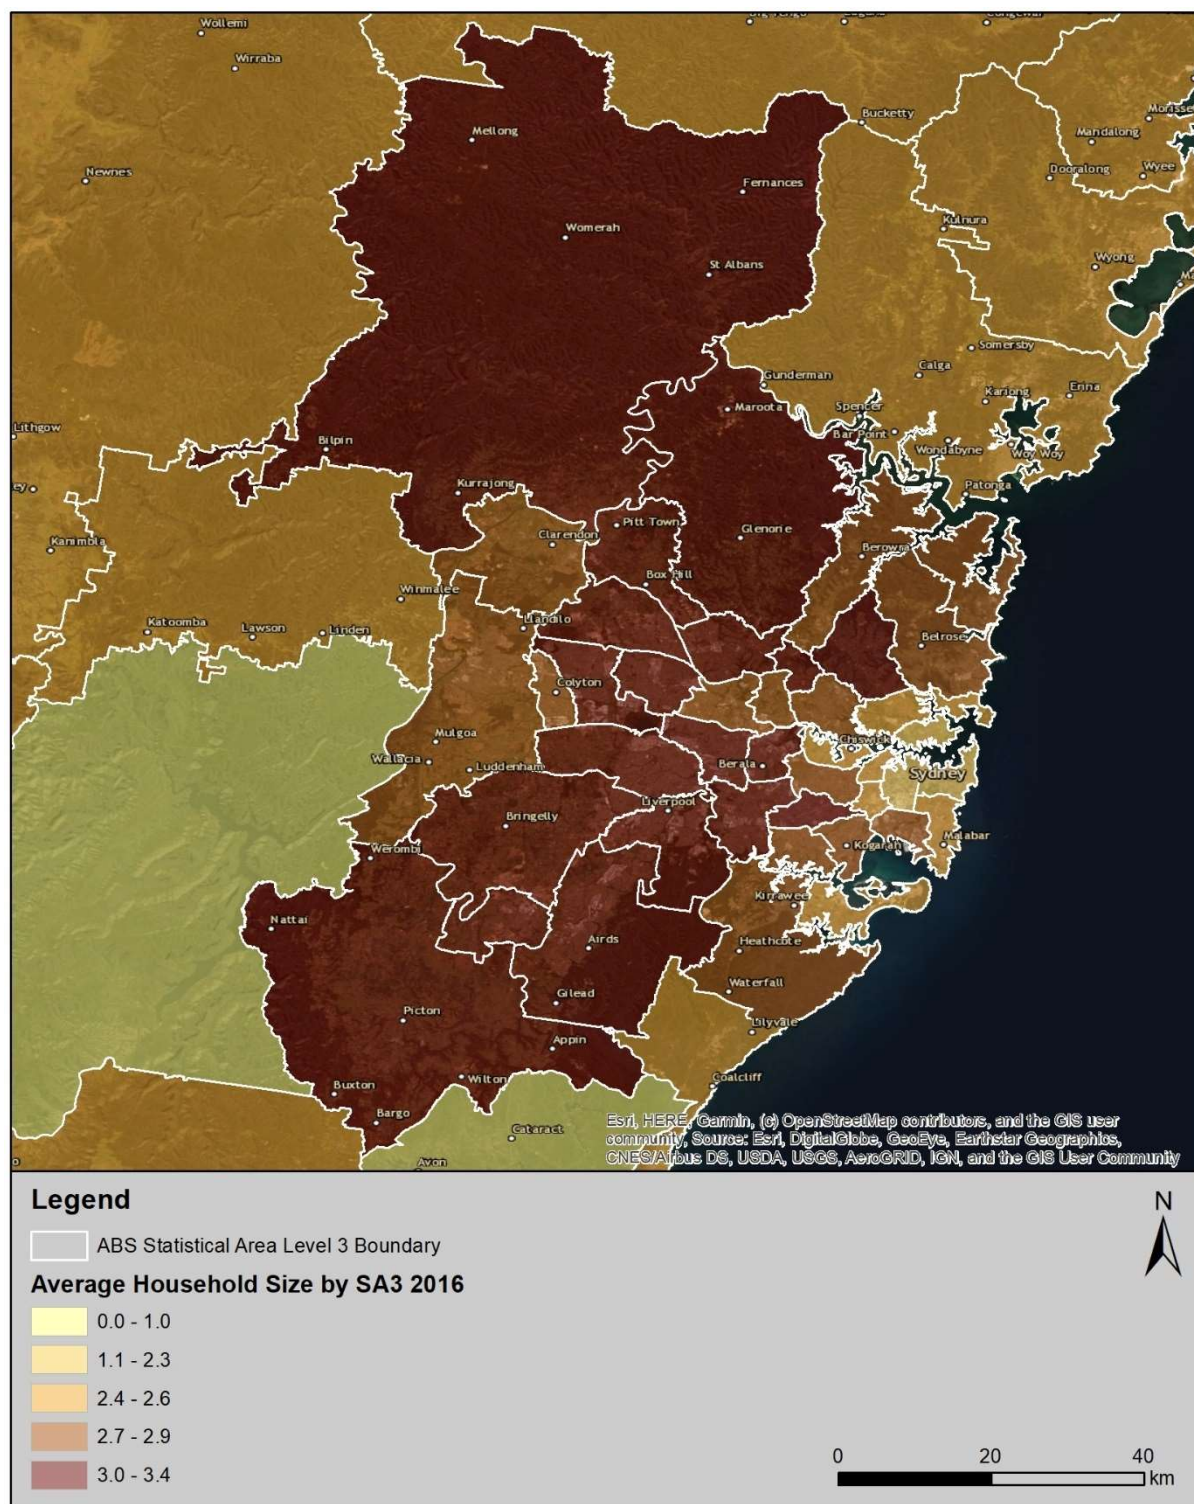 Wollemi
Wirraba
Bucketty
Morisse
Mandalong
Mellong
Dooralong
Wyee
Newnes
Fernances
Kulnura
Womerah
St Albans
Wyong
Somersby
Calga
Gunderman
Kariong
Erina
Maroota
Spencer
Lithgow
Bar Point
Bilpin
Wondabyne
Woy Woy
Kurrajong
Patonga
ey
Pitt Town
Glenorie
Clarendon
Kanimbla
Berowra
Box Hill
Winmalee
Katoomba
Lawson
Linden
Llandilo
Belrose
Colyton
Mulgoa
Chiswick
Wallacia
Luddenham
Berala
Sydney
Liverpool
Bringelly
Malabar
Kogarah
Werombi
Kirrawee
Nattai
Airds
Heathcote
Gilead
Waterfall
Picton
Lilyvale
Appin
Wilton
Coalcliff
Buxton
Bargo
Cataract
Avon
Esri, HERE, Garmin, (c) OpenStreetMap contributors, and the GIS user
community, Source: Esri, DigitalGlobe, GeoEye, Earthstar Geographics,
CNES/Airbus DS, USDA, USGS, AeroGRID, IGN, and the GIS User Community
Legend
N
ABS Statistical Area Level 3 Boundary
Average Household Size by SA3 2016
0.0 - 1.0
1.1 - 2.3
2.4 - 2.6
2.7 - 2.9
3.0 - 3.4
0 20 40
km